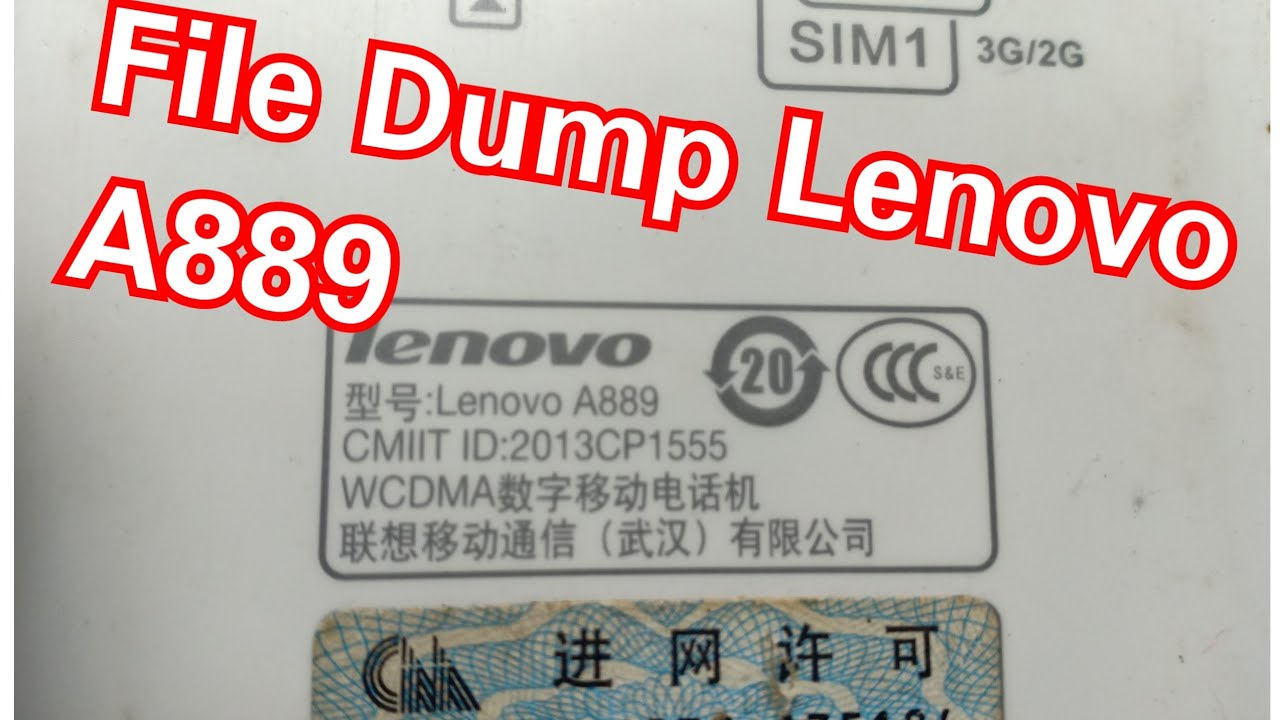 SIM1 3G/2G
File Dump Lenovo
A889
lenovo 20 CCC S&E
型号:Lenovo A889
CMIIT ID:2013CP1555
WCDMA数字移动电话机
联想移动通信（武汉）有限公司
CNA 进网许可